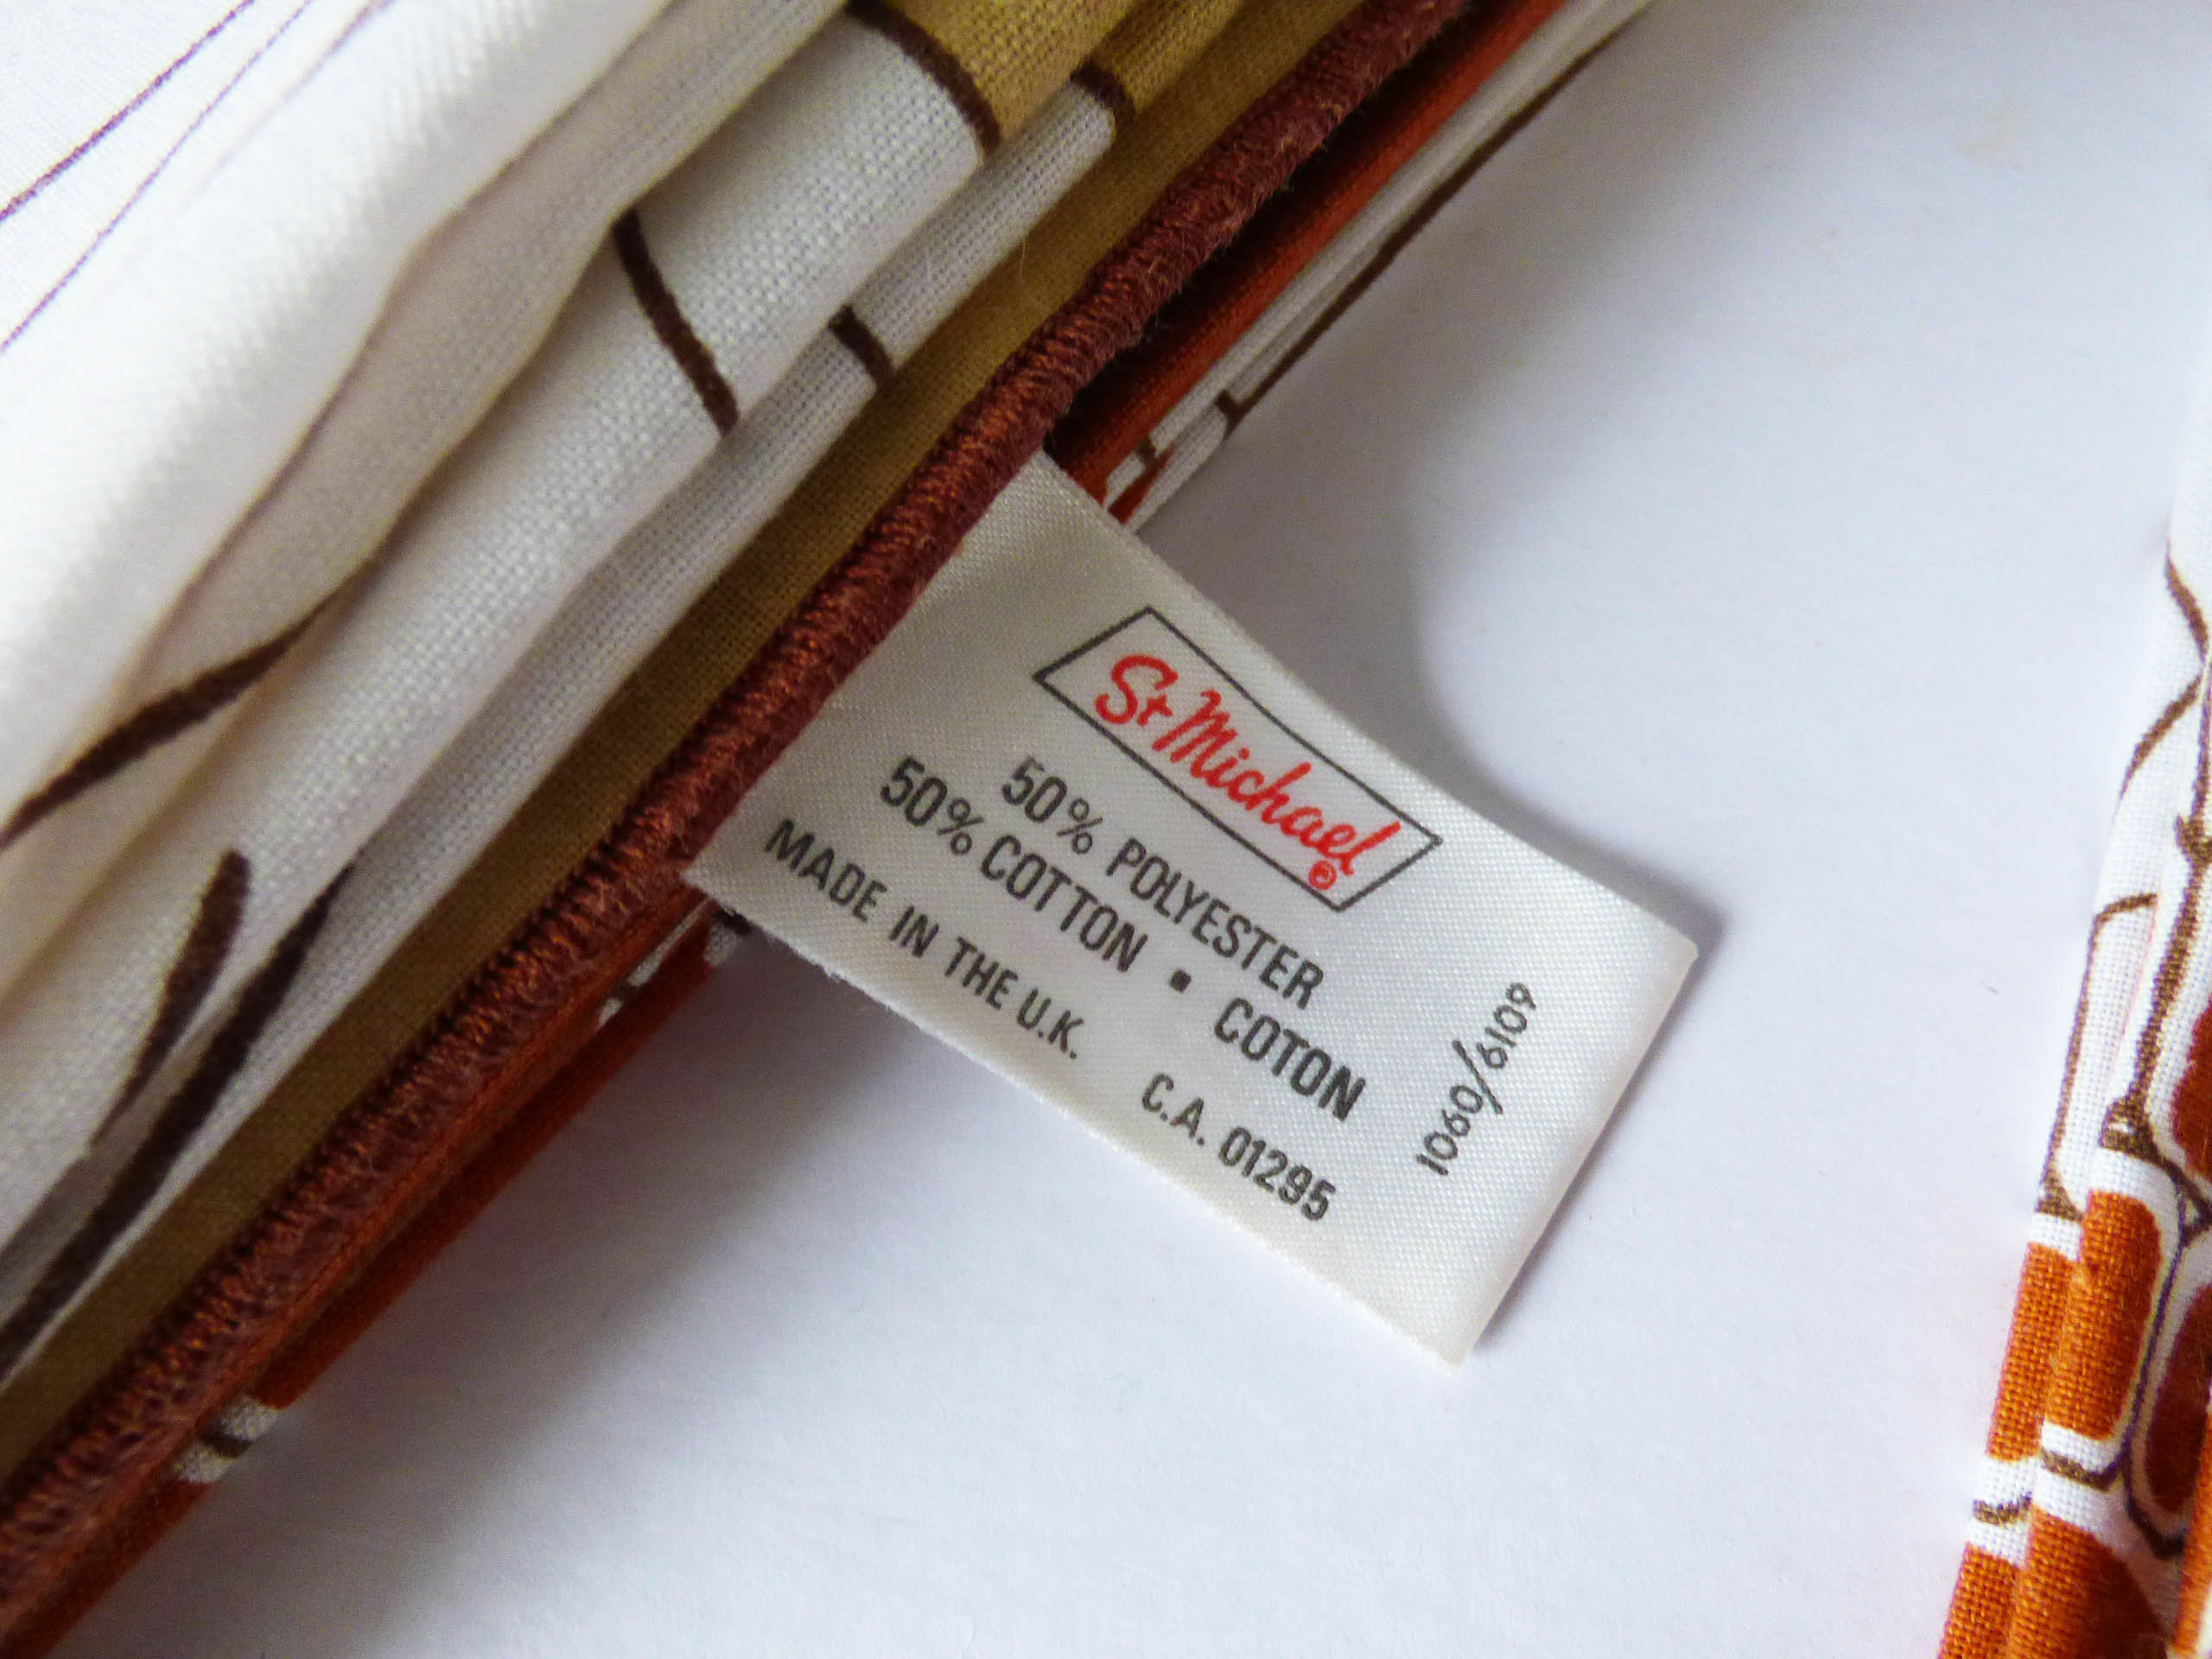 St Michael®
50% POLYESTER
50% COTTON ▪ COTON
MADE IN THE U.K. C.A. 01295
1060/6109